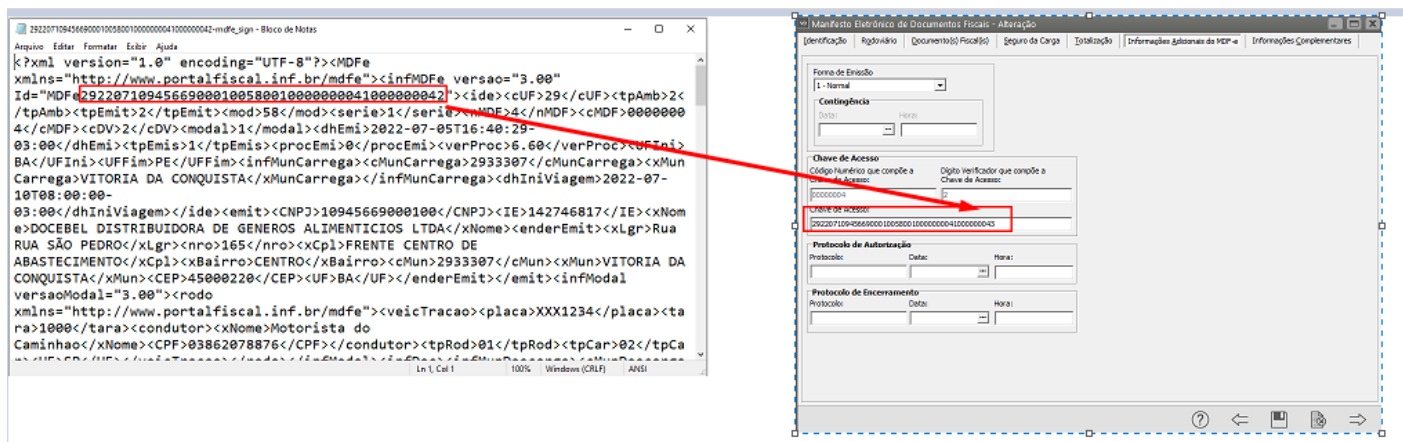 29220710945669000100580010000000041000000042-mdfe_sign - Bloco de Notas
Arquivo Editar Formatar Exibir Ajuda
<?xml version="1.0" encoding="UTF-8"?><MDFe
xmlns="http://www.portalfiscal.inf.br/mdfe"><infMDFe versao="3.00"
Id="MDFe29220710945669000100580010000000041000000042"><ide><cUF>29</cUF><tpAmb>2<
/tpAmb><tpEmit>2</tpEmit><mod>58</mod><serie>1</serie><nMDF>4</nMDF><cMDF>0000000
4</cMDF><cDV>2</cDV><modal>1</modal><dhEmi>2022-07-05T16:40:29-
03:00</dhEmi><tpEmis>1</tpEmis><procEmi>0</procEmi><verProc>6.60</verProc><UFIni>
BA</UFIni><UFFim>PE</UFFim><infMunCarrega><cMunCarrega>2933307</cMunCarrega><xMun
Carrega>VITORIA DA CONQUISTA</xMunCarrega></infMunCarrega><dhIniViagem>2022-07-
10T08:00:00-
03:00</dhIniViagem></ide><emit><CNPJ>10945669000100</CNPJ><IE>142746817</IE><xNom
e>DOCEBEL DISTRIBUIDORA DE GENEROS ALIMENTICIOS LTDA</xNome><enderEmit><xLgr>Rua
RUA SÃO PEDRO</xLgr><nro>165</nro><xCpl>FRENTE CENTRO DE
ABASTECIMENTO</xCpl><xBairro>CENTRO</xBairro><cMun>2933307</cMun><xMun>VITORIA DA
CONQUISTA</xMun><CEP>45000220</CEP><UF>BA</UF></enderEmit></emit><infModal
versaoModal="3.00"><rodo
xmlns="http://www.portalfiscal.inf.br/mdfe"><veicTracao><placa>XXX1234</placa><ta
ra>1000</tara><condutor><xNome>Motorista do
Caminhao</xNome><CPF>03862078876</CPF></condutor><tpRod>01</tpRod><tpCar>02</tpCa
Ln 1, Col 1 100% Windows (CRLF) ANSI
Manifesto Eletrônico de Documentos Fiscais - Alteração
Identificação Rodoviário Documento(s) Fiscal(is) Seguro da Carga Totalização Informações Adicionais do MDF-e Informações Complementares
Forma de Emissão
1 - Normal
Contingência
Data: Hora:
Chave de Acesso
Código Numérico que compõe a Dígito Verificador que compõe a
Chave de Acesso: Chave de Acesso:
00000004 2
Chave de Acesso:
29220710945669000100580010000000041000000043
Protocolo de Autorização
Protocolo: Data: Hora:
Protocolo de Encerramento
Protocolo: Data: Hora: